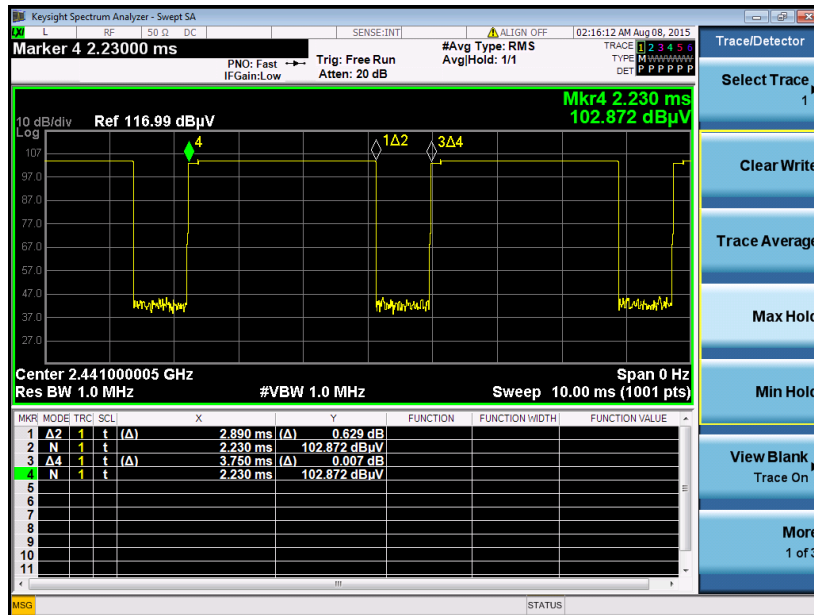 Keysight Spectrum Analyzer - Swept SA
L RF 50 Ω DC SENSE:INT ALIGN OFF 02:16:12 AM Aug 08, 2015
Marker 4 2.23000 ms
PNO: Fast
IFGain:Low
Trig: Free Run
Atten: 20 dB
#Avg Type: RMS
Avg|Hold: 1/1
TRACE 1 2 3 4 5 6
TYPE M WWWWW
DET P P P P P P
Mkr4 2.230 ms
102.872 dBµV
10 dB/div Ref 116.99 dBµV
Log
107
97.0
87.0
77.0
67.0
57.0
47.0
37.0
27.0
4
1Δ2
3Δ4
Center 2.441000005 GHz Span 0 Hz
Res BW 1.0 MHz #VBW 1.0 MHz Sweep 10.00 ms (1001 pts)
MKR MODE TRC SCL X Y FUNCTION FUNCTION WIDTH FUNCTION VALUE
1 Δ2 1 t (Δ) 2.890 ms (Δ) 0.629 dB
2 N 1 t 2.230 ms 102.872 dBµV
3 Δ4 1 t (Δ) 3.750 ms (Δ) 0.007 dB
4 N 1 t 2.230 ms 102.872 dBµV
5
6
7
8
9
10
11
MSG STATUS
Trace/Detector
Select Trace
1
Clear Write
Trace Average
Max Hold
Min Hold
View Blank
Trace On
More
1 of 3